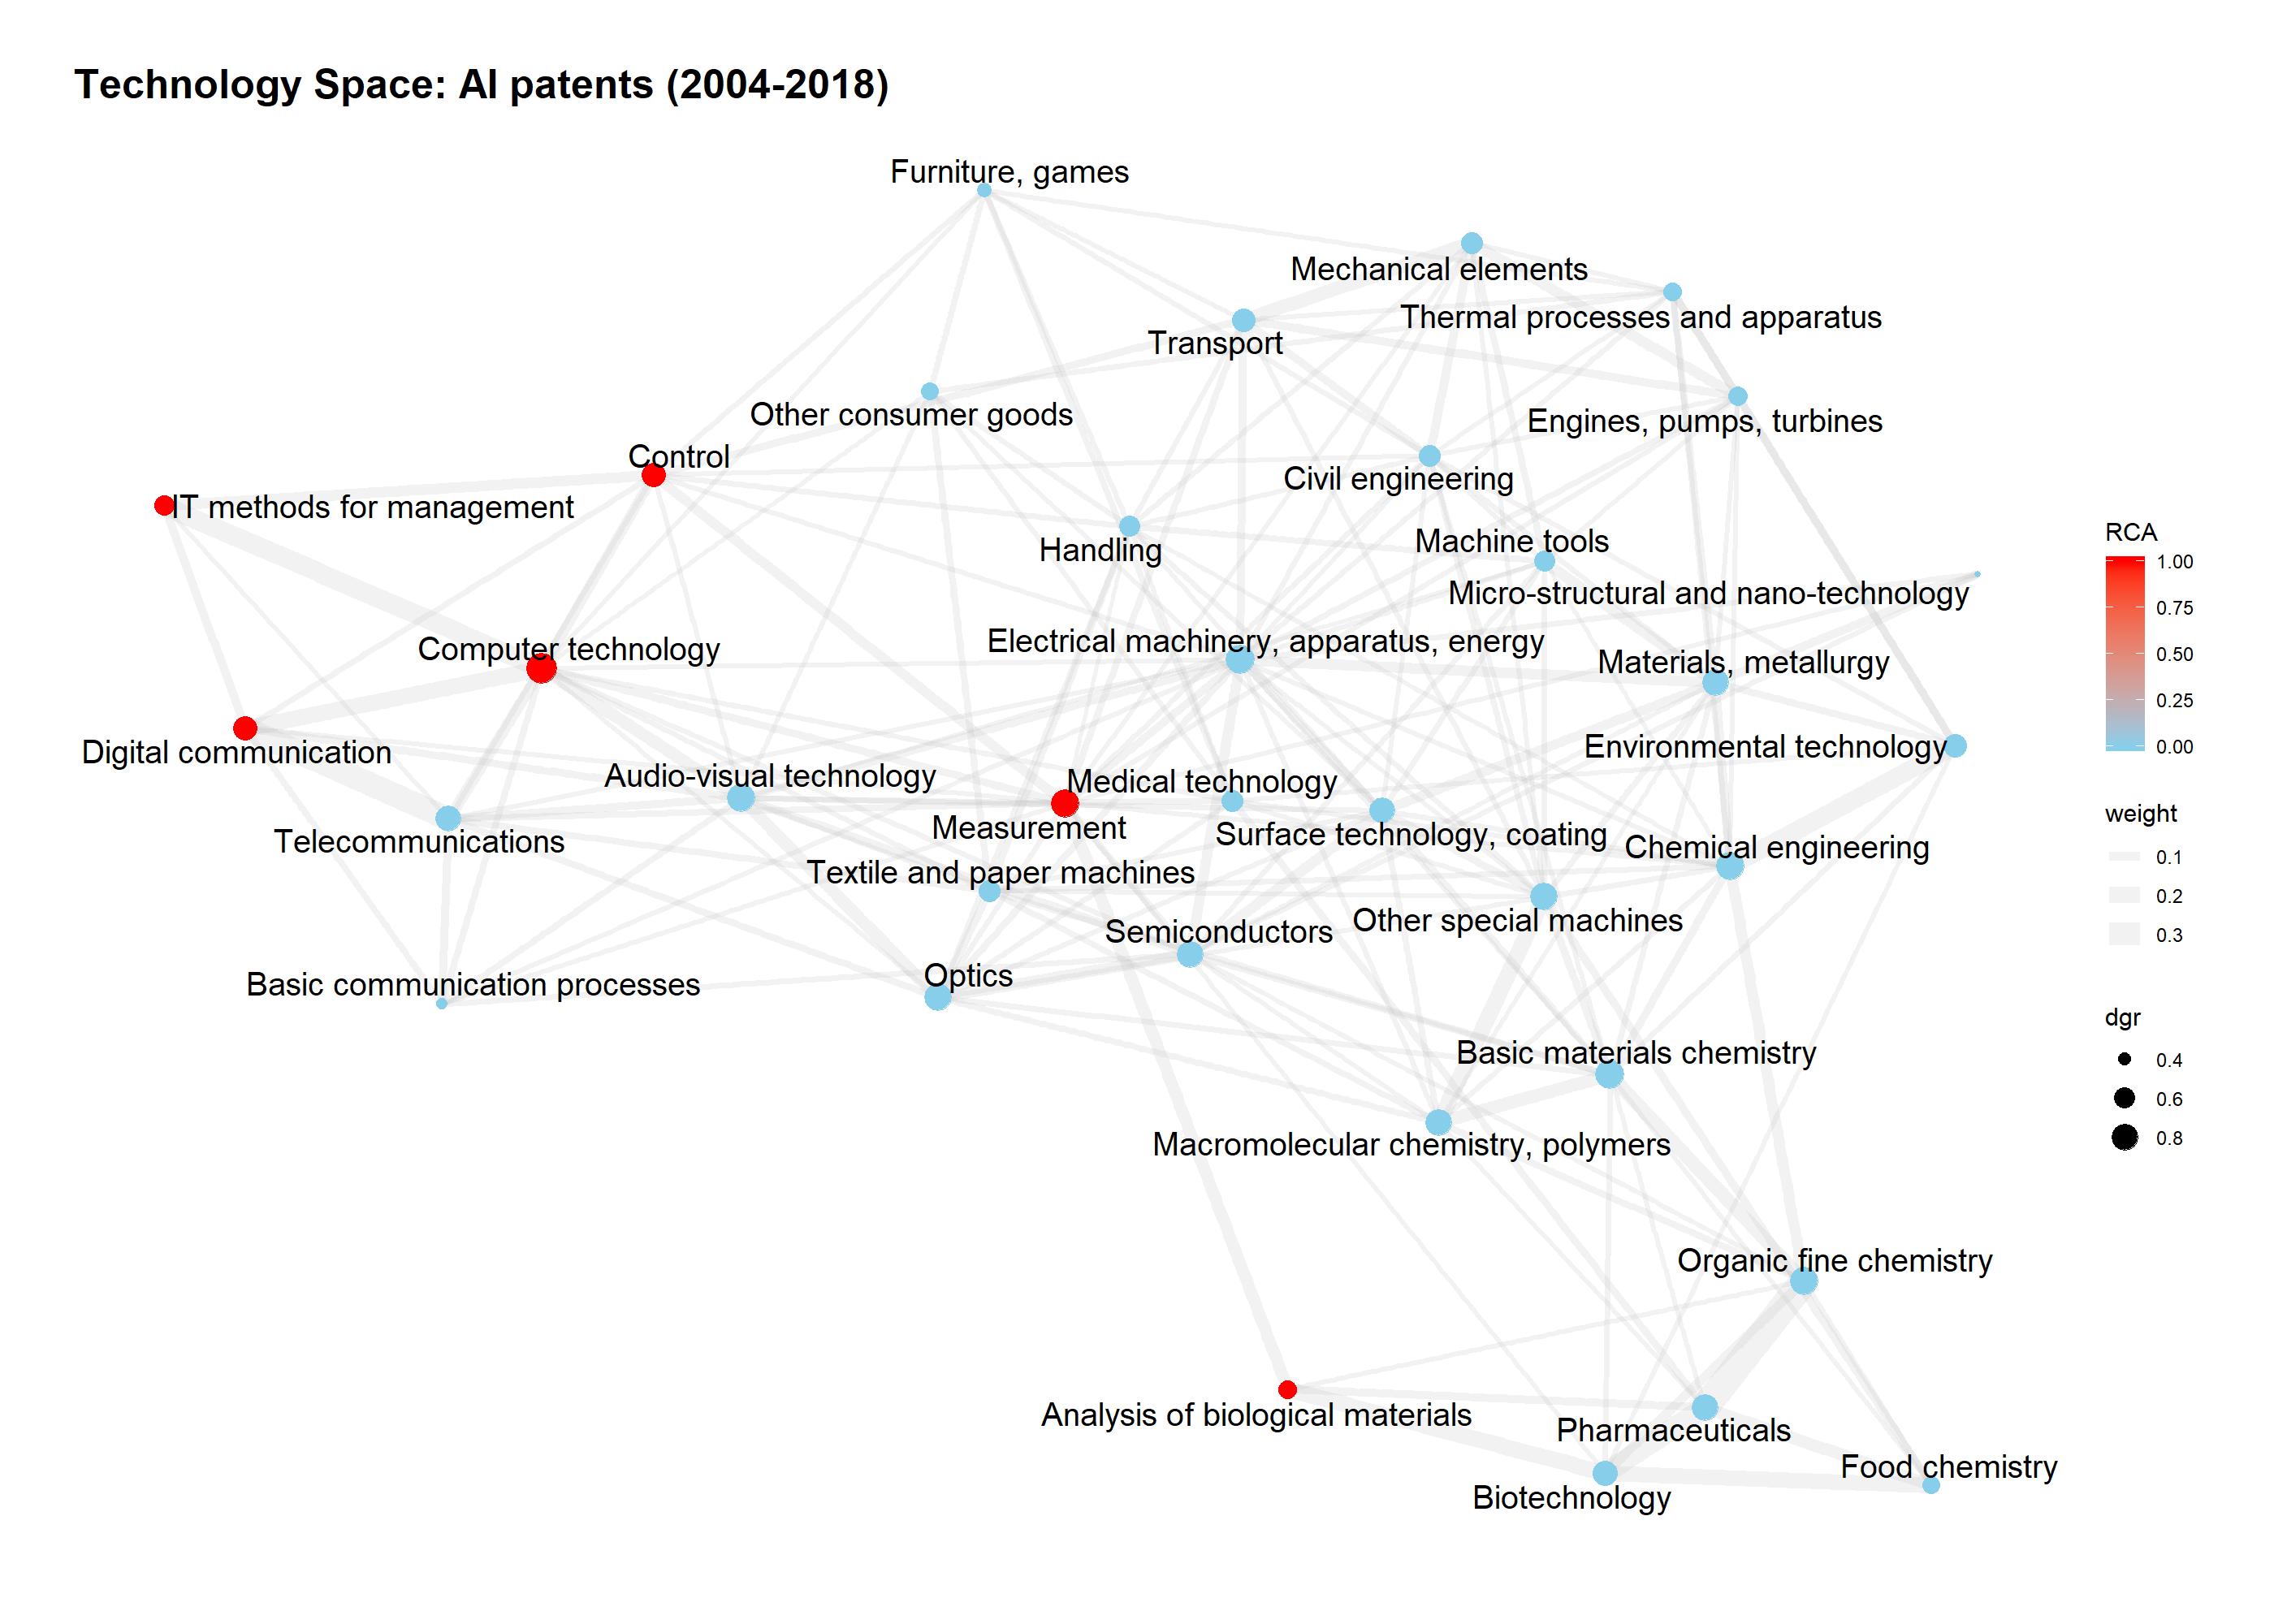 Technology Space: AI patents (2004-2018)
Furniture, games
Mechanical elements
Thermal processes and apparatus
Transport
Other consumer goods
Engines, pumps, turbines
Control
Civil engineering
IT methods for management
Handling
Machine tools
Micro-structural and nano-technology
Electrical machinery, apparatus, energy
Computer technology
Materials, metallurgy
Digital communication
Environmental technology
Audio-visual technology
Medical technology
Measurement
Surface technology, coating
Telecommunications
Chemical engineering
Textile and paper machines
Other special machines
Semiconductors
Optics
Basic communication processes
Basic materials chemistry
Macromolecular chemistry, polymers
Organic fine chemistry
Analysis of biological materials
Pharmaceuticals
Food chemistry
Biotechnology
RCA
1.00
0.75
0.50
0.25
0.00
weight
0.1
0.2
0.3
dgr
0.4
0.6
0.8